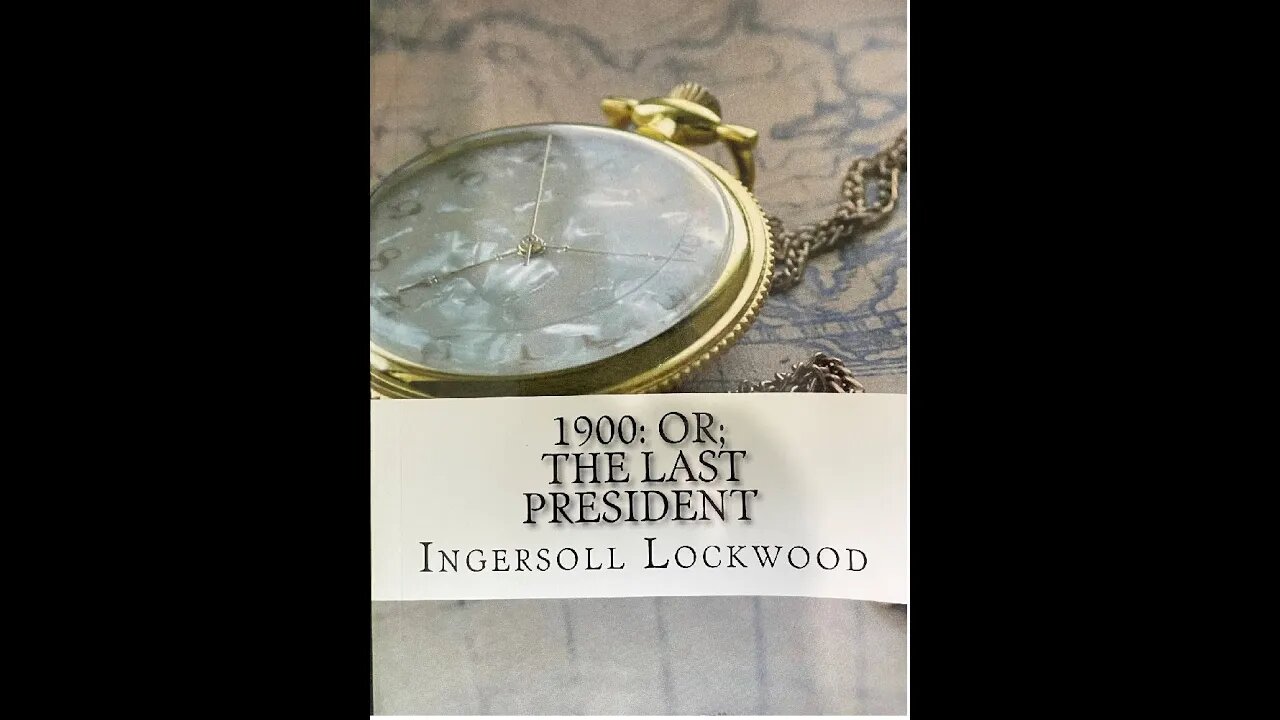 1900: OR;
THE LAST
PRESIDENT
INGERSOLL LOCKWOOD